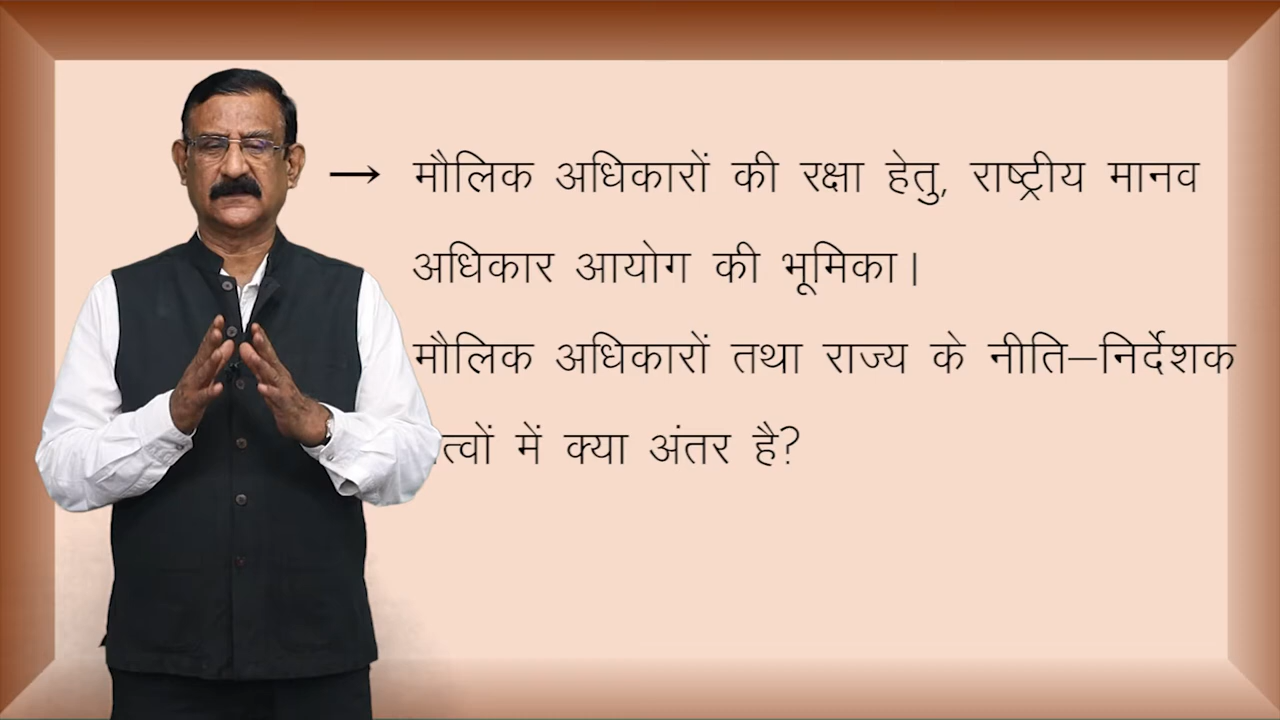 → मौलिक अधिकारों की रक्षा हेतु, राष्ट्रीय मानव
अधिकार आयोग की भूमिका।
मौलिक अधिकारों तथा राज्य के नीति–निर्देशक
में क्या अंतर है?